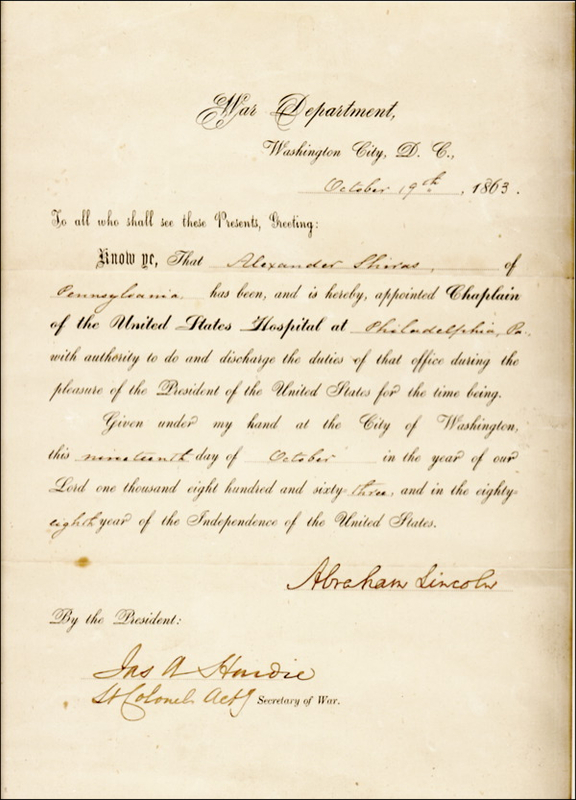 War Department,
Washington City, D. C.,
October 19th, 1863.
To all who shall see these Presents, Greeting:
Know ye, That Alexander Shiras, of
Pennsylvania, has been, and is hereby, appointed Chaplain
of the United States Hospital at Philadelphia, Pa.
with authority to do and discharge the duties of that office during the
pleasure of the President of the United States for the time being.
Given under my hand at the City of Washington,
this nineteenth day of October in the year of our
Lord one thousand eight hundred and sixty three, and in the eighty
eighth year of the Independence of the United States.
Abraham Lincoln
By the President:
Jas A Hardie
Lt Colonel Actg Secretary of War.